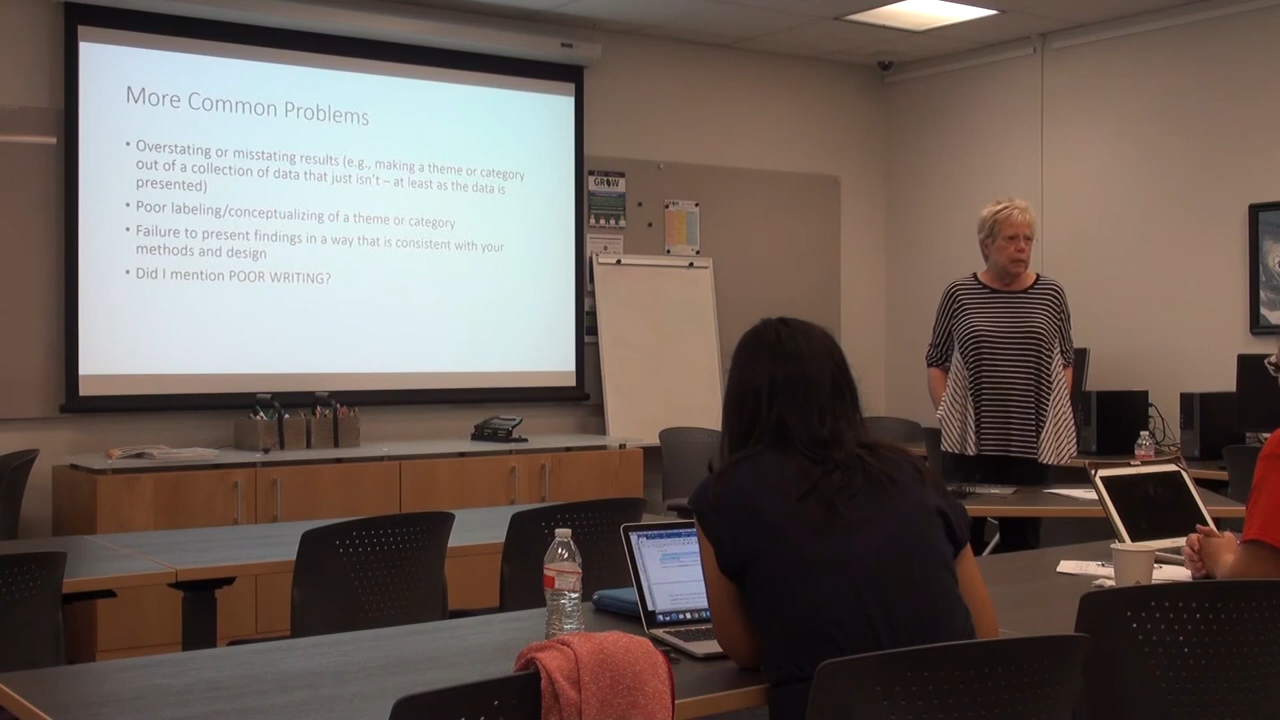 More Common Problems
• Overstating or misstating results (e.g., making a theme or category
out of a collection of data that just isn't – at least as the data is
presented)
• Poor labeling/conceptualizing of a theme or category
• Failure to present findings in a way that is consistent with your
methods and design
• Did I mention POOR WRITING?
GROW